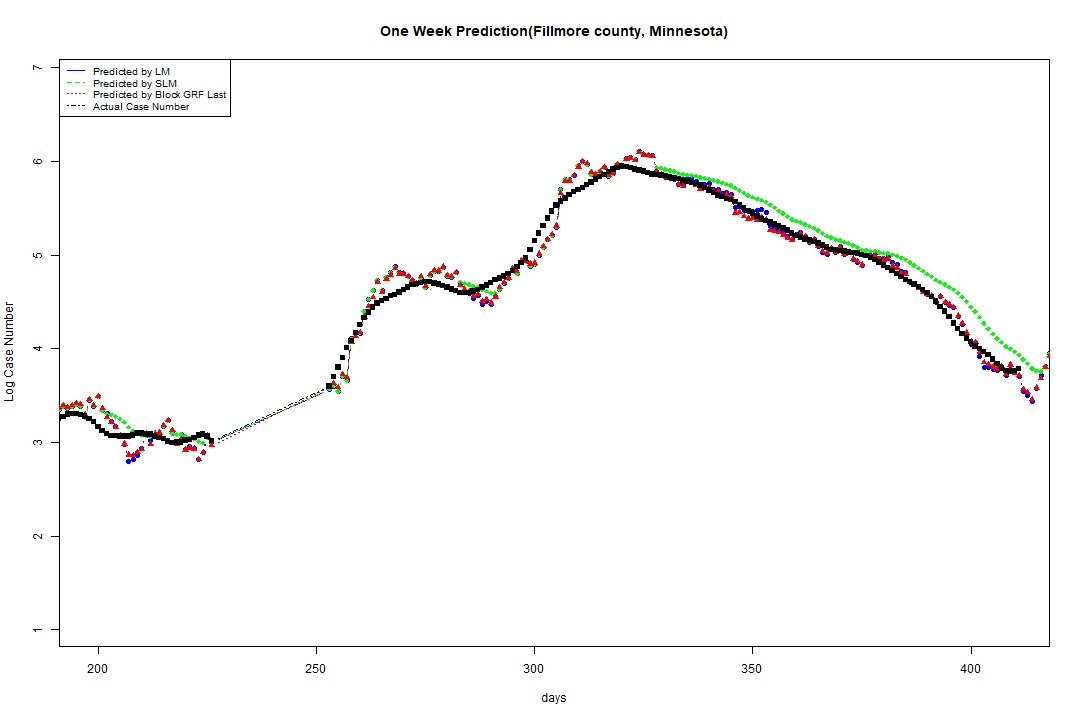 One Week Prediction(Fillmore county, Minnesota)
7
Predicted by LM
Predicted by SLM
Predicted by Block GRF Last
Actual Case Number
6
5
4
3
2
1
Log Case Number
200 250 300 350 400
days